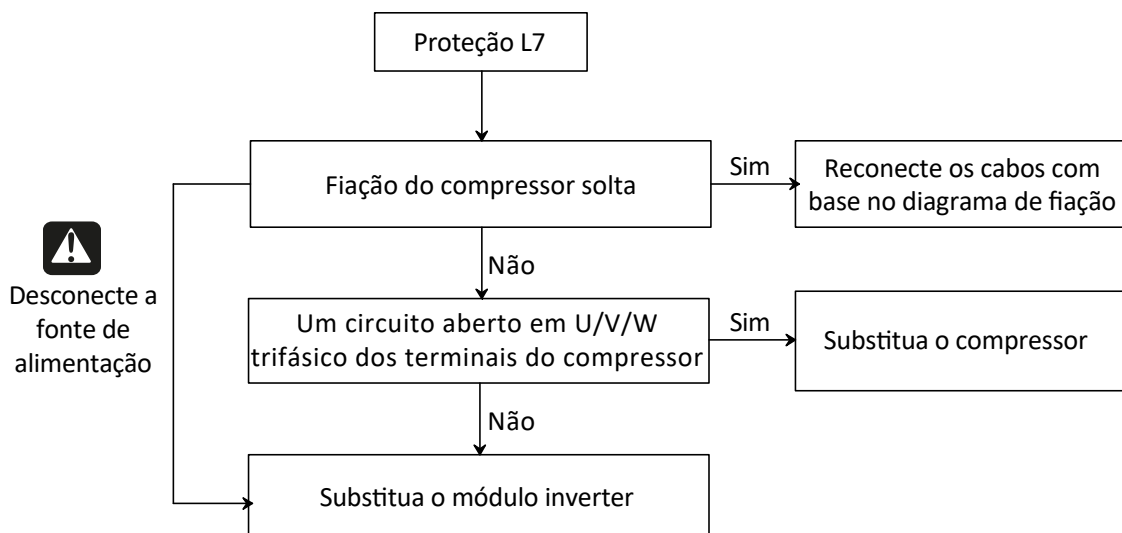 Proteção L7
Fiação do compressor solta
Sim
Reconecte os cabos com
base no diagrama de fiação
Não
Desconecte a
fonte de
alimentação
Um circuito aberto em U/V/W
trifásico dos terminais do compressor
Sim
Substitua o compressor
Não
Substitua o módulo inverter